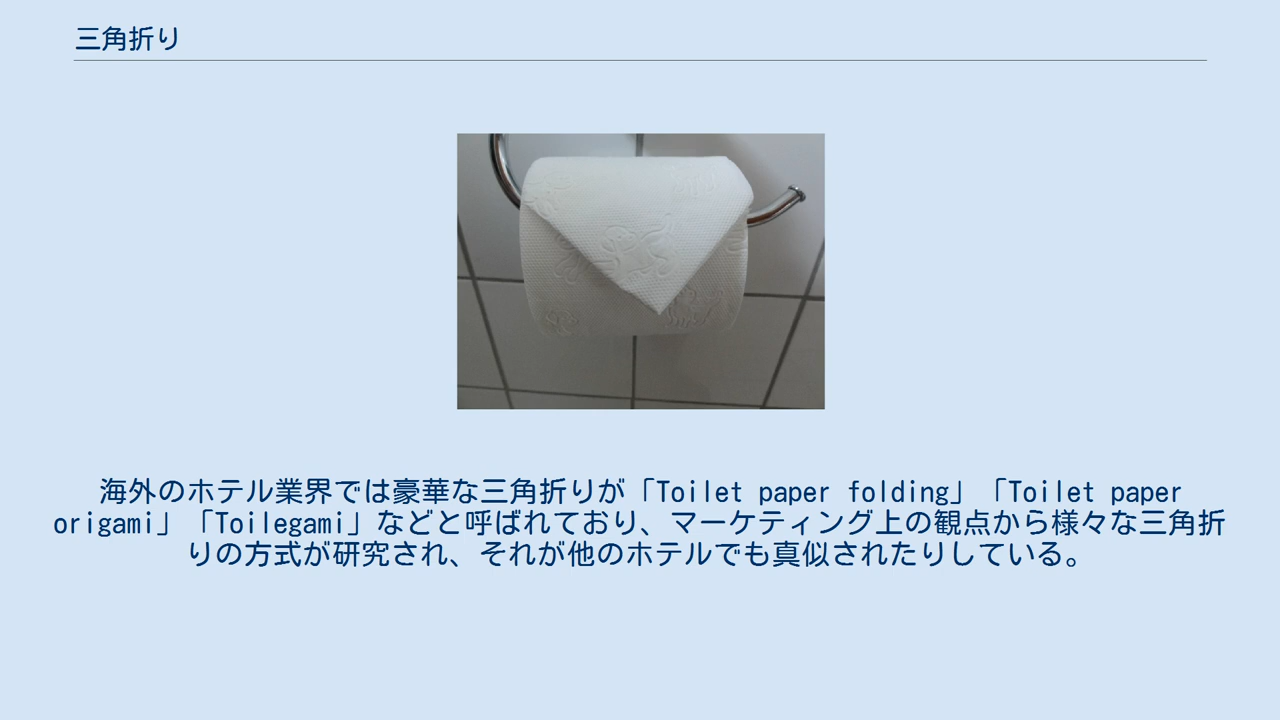 三角折り
海外のホテル業界では豪華な三角折りが「Toilet paper folding」「Toilet paper
origami」「Toilegami」などと呼ばれており、マーケティング上の観点から様々な三角折
りの方式が研究され、それが他のホテルでも真似されたりしている。